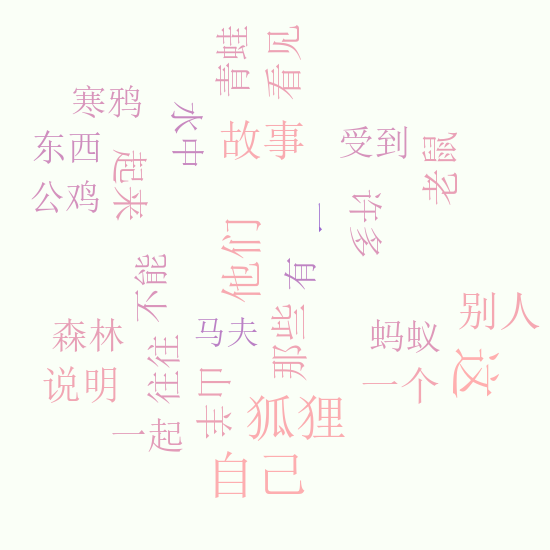 青蛙
看见
寒鸦
水中
故事
受到
东西
起来
老鼠
公鸡
许多
一
他们
有
不能
别人
森林
马夫
那些
蚂蚁
说明
往往
一个
这
山羊
狐狸
一起
自己